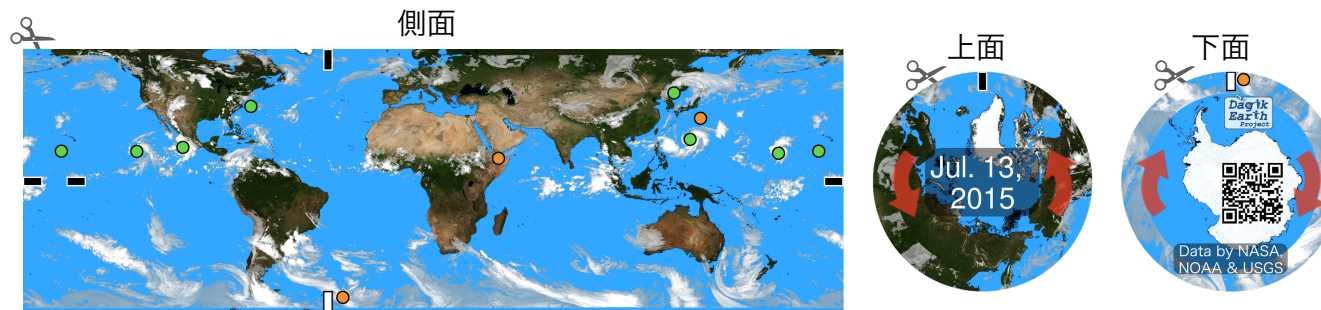 側面
上面
下面
Jul. 13,
2015
Dagik
Earth
Project
Data by NASA,
NOAA & USGS